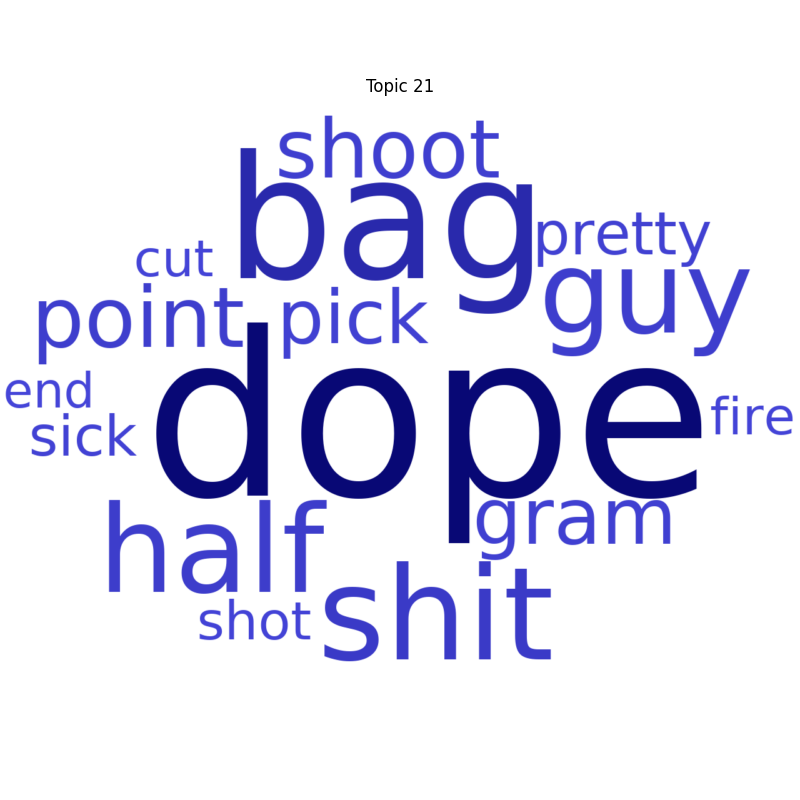 Topic 21
shoot
bag
pretty
cut
guy
point
pick
dope
end
fire
sick
gram
half
shit
shot